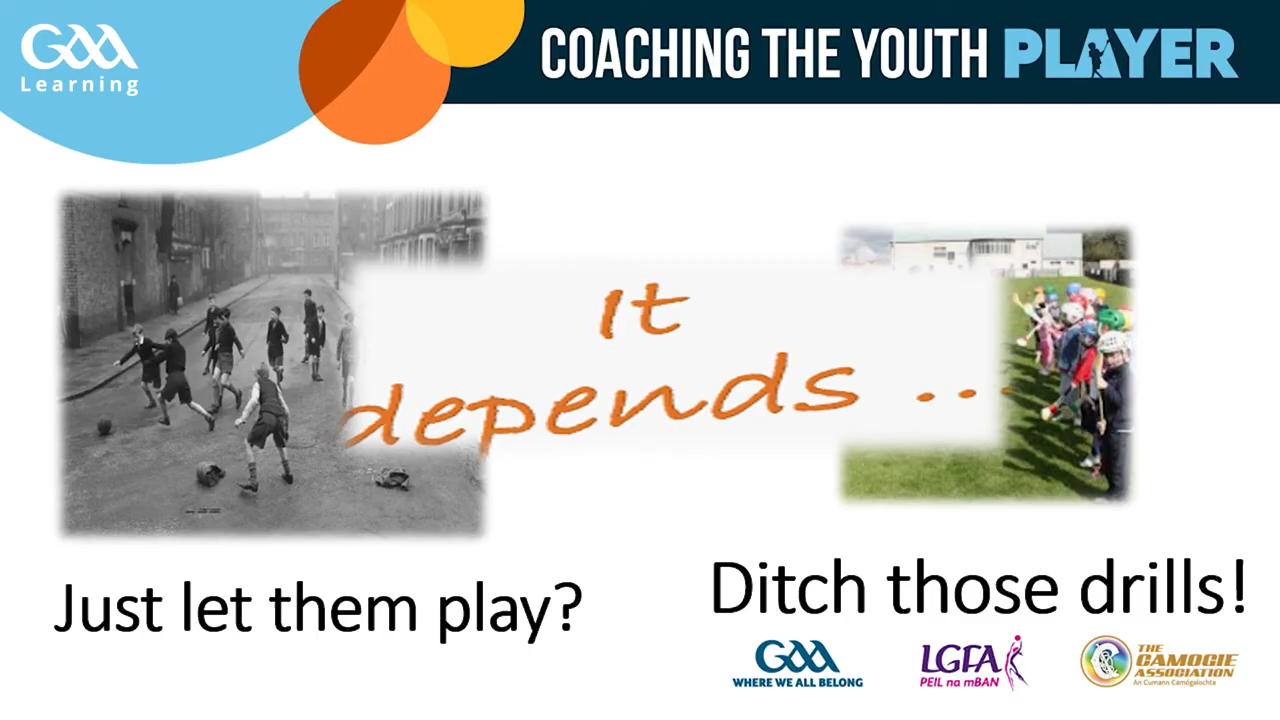 GAA
Learning
COACHING THE YOUTH PLAYER
It
depends ...
Just let them play?
Ditch those drills!
GAA
WHERE WE ALL BELONG
LGFA
PEIL na mBAN
THE
CAMOGIE
ASSOCIATION
An Cumann Camógaíochta